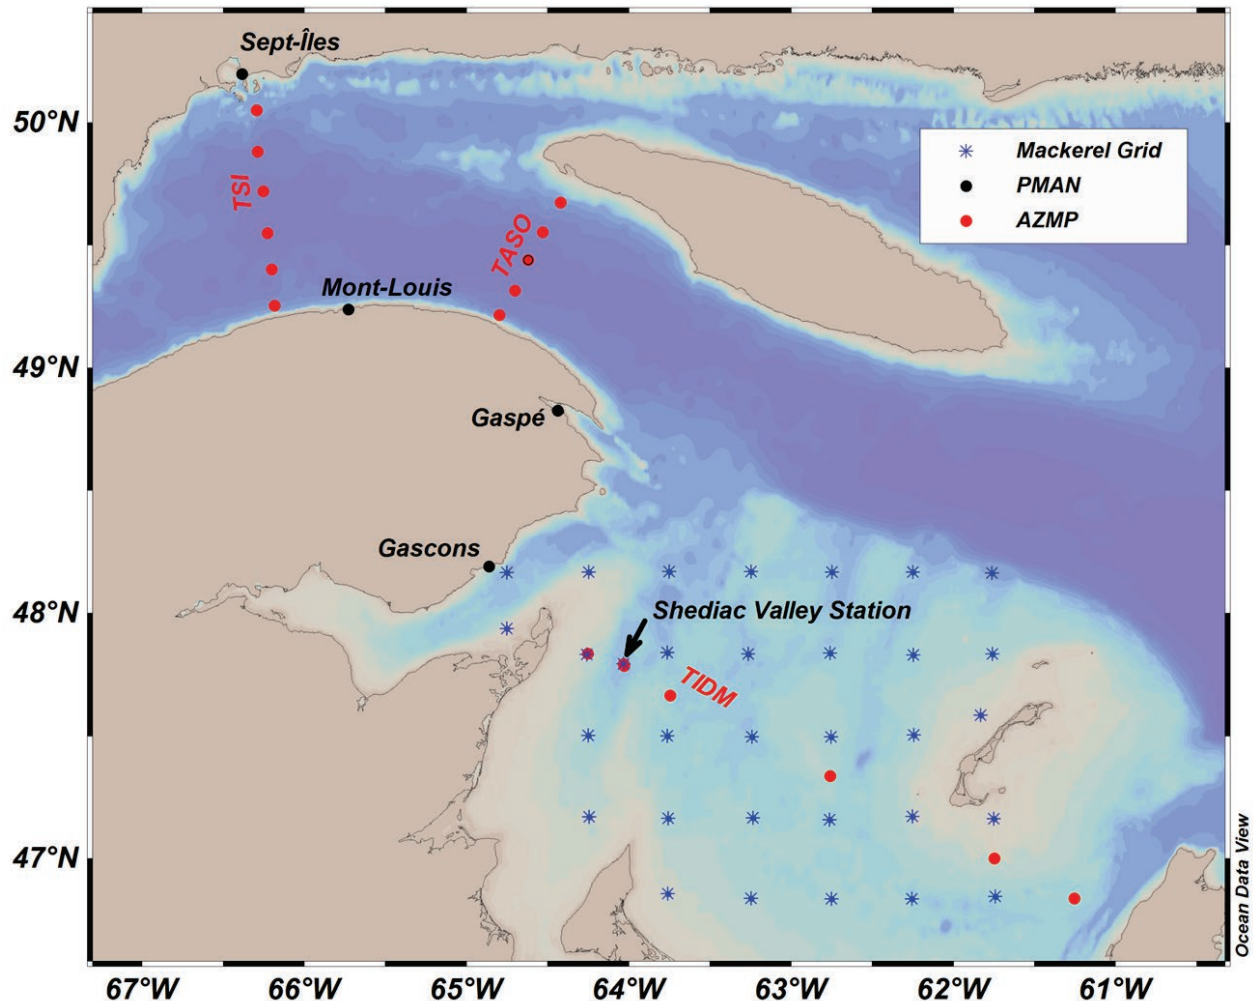 Sept-Îles
50°N
Mackerel Grid
PMAN
AZMP
TSI
TASO
Mont-Louis
49°N
Gaspé
Gascons
48°N
Shediac Valley Station
TIDM
47°N
Ocean Data View
67°W
66°W
65°W
64°W
63°W
62°W
61°W